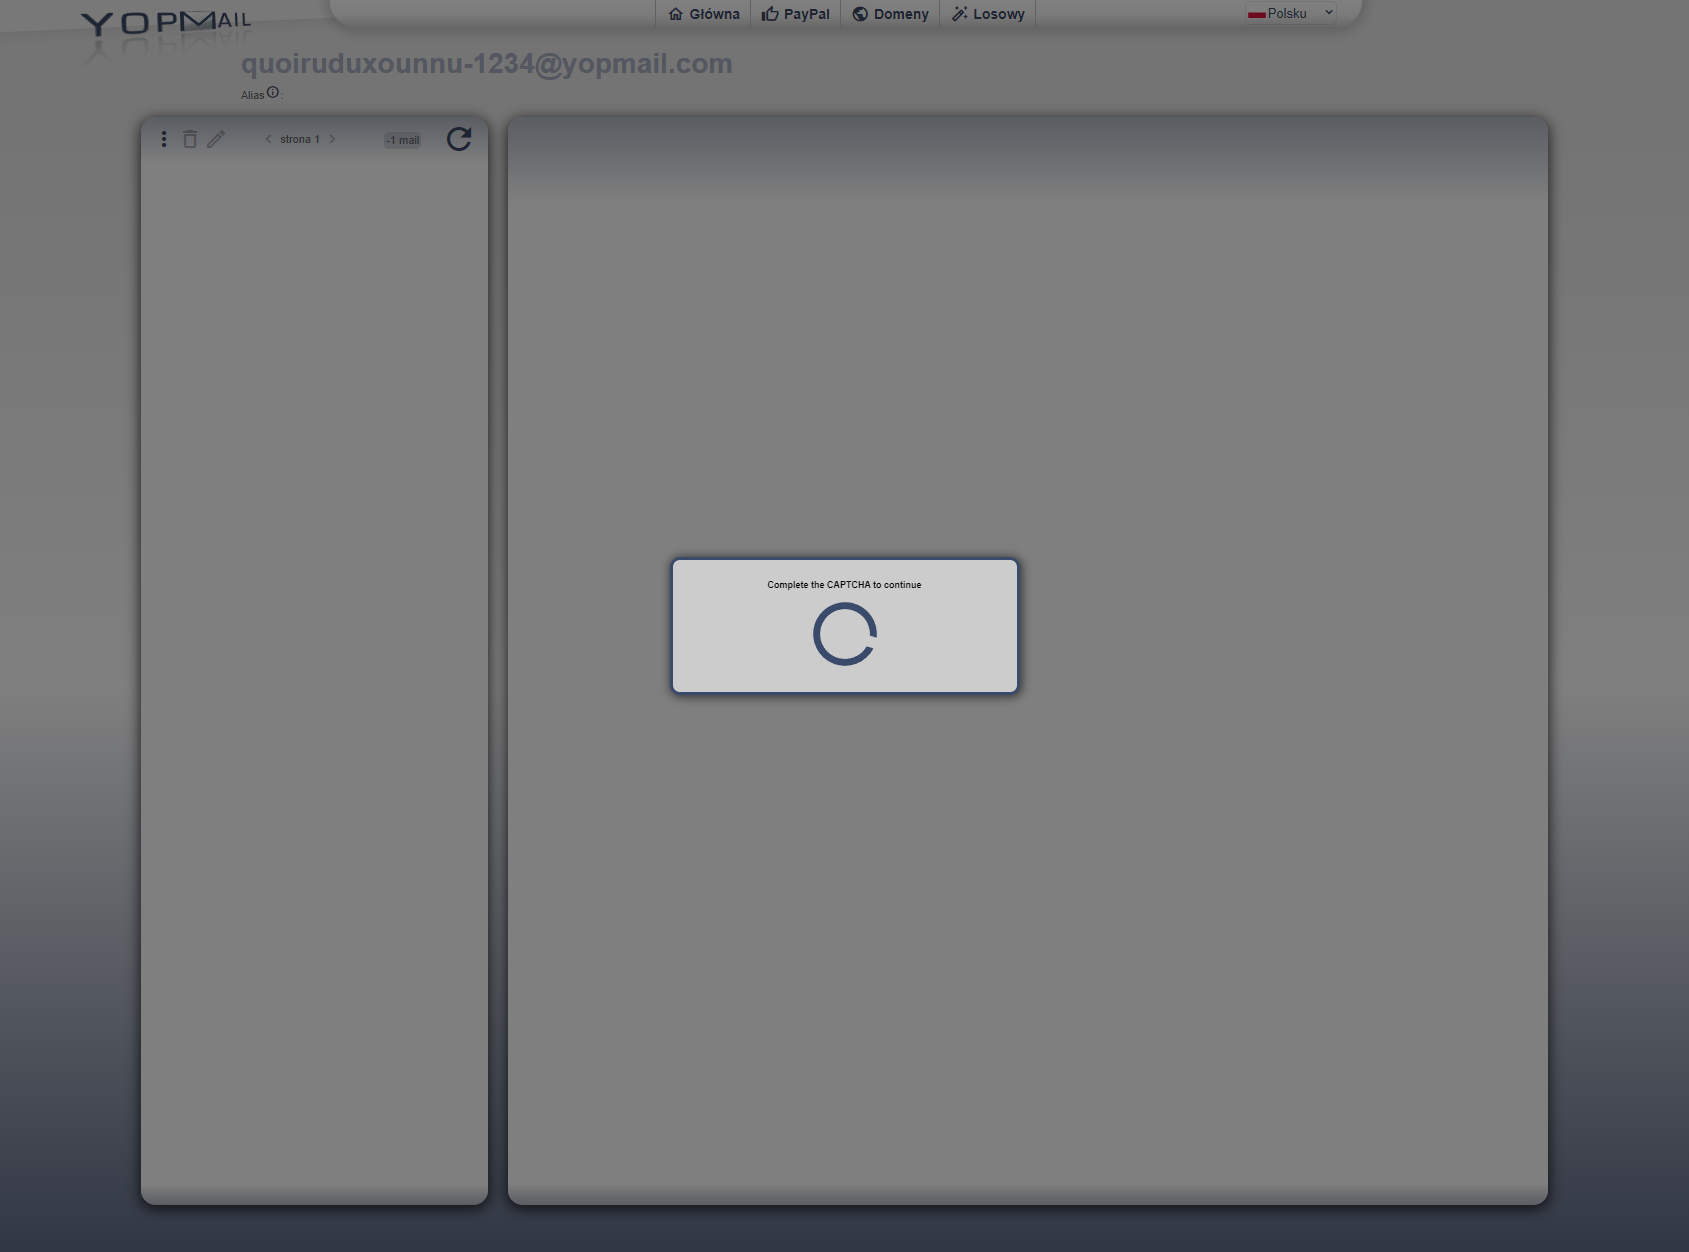 YOPMAIL
Główna
PayPal
Domeny
Losowy
Polsku
quoiruduxounnu-1234@yopmail.com
Alias :
strona 1
-1 mail
Complete the CAPTCHA to continue